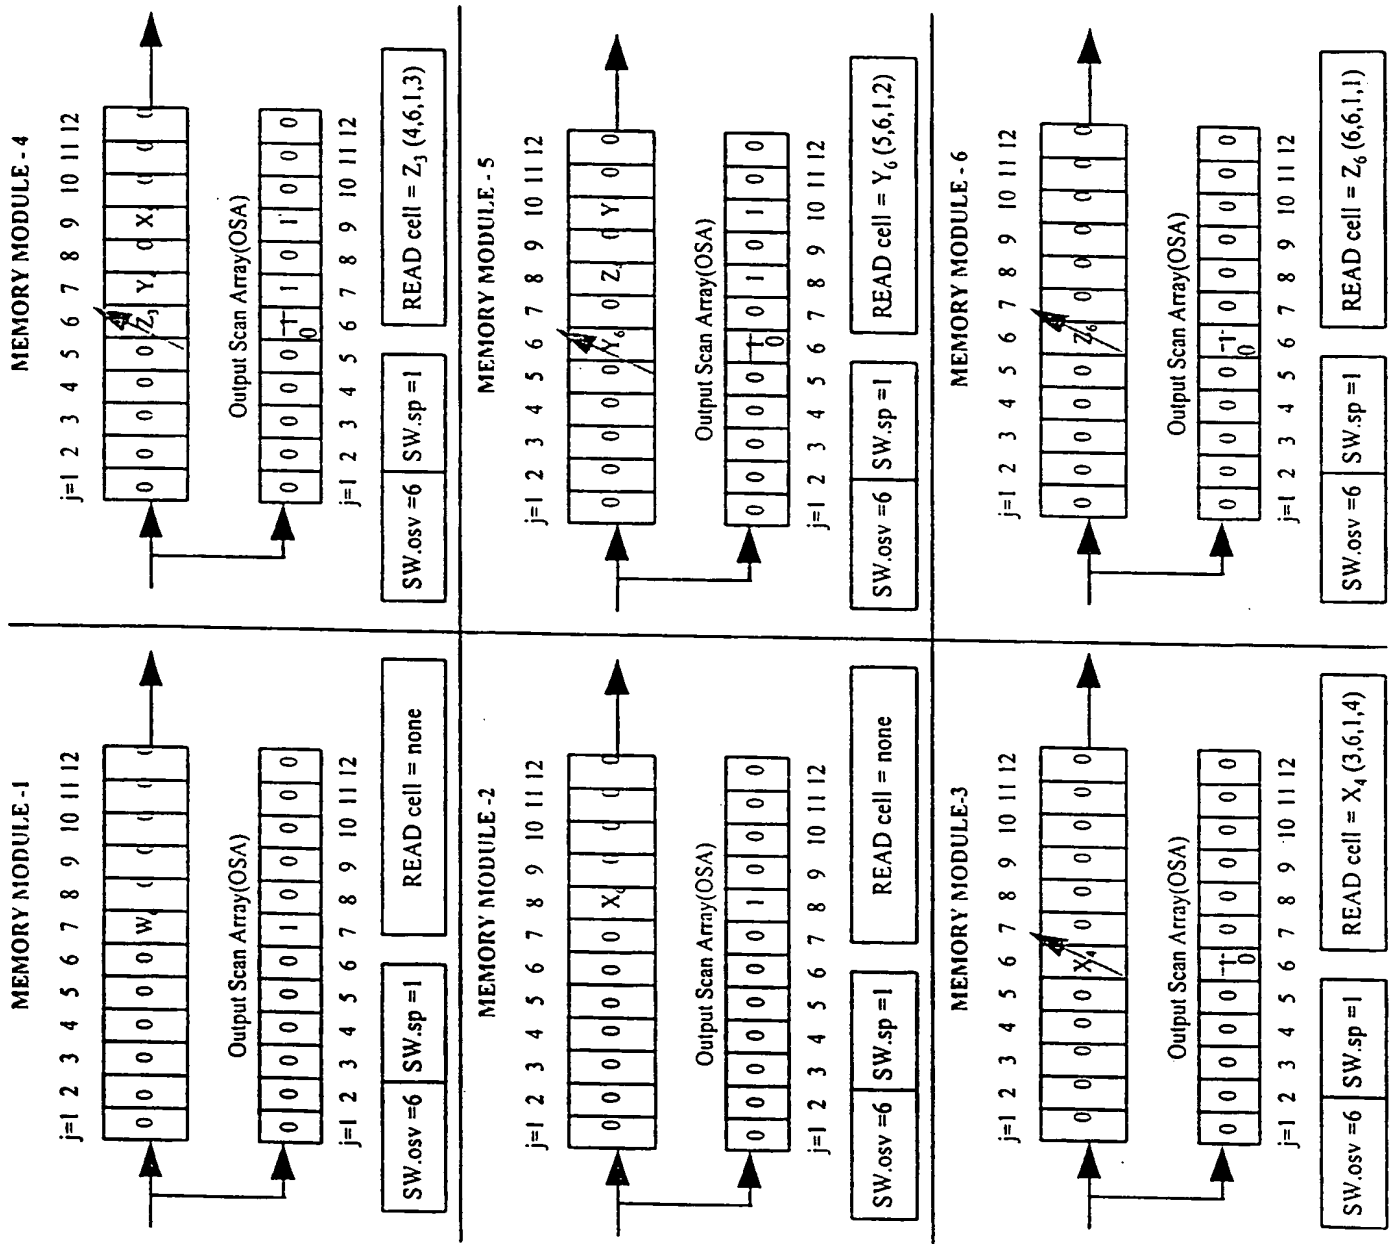 MEMORY MODULE -1
j=1 2 3 4 5 6 7 8 9 10 11 12
0 0 0 0 0 0 W
Output Scan Array(OSA)
0 0 0 0 0 0 1 0 0 0 0 0
j=1 2 3 4 5 6 7 8 9 10 11 12
SW.osv =6 SW.sp =1
READ cell = none
MEMORY MODULE - 4
j=1 2 3 4 5 6 7 8 9 10 11 12
0 0 0 0 0 Z3 Y 0 X 0 0 0
Output Scan Array(OSA)
0 0 0 0 0 1 0 1 0 1 0 0 0
j=1 2 3 4 5 6 7 8 9 10 11 12
SW.osv =6 SW.sp =1
READ cell = Z3 (4,6,1,3)
MEMORY MODULE -2
j=1 2 3 4 5 6 7 8 9 10 11 12
0 0 0 0 0 0 0 X
Output Scan Array(OSA)
0 0 0 0 0 0 0 1 0 0 0 0
j=1 2 3 4 5 6 7 8 9 10 11 12
SW.osv =6 SW.sp =1
READ cell = none
MEMORY MODULE - 5
j=1 2 3 4 5 6 7 8 9 10 11 12
0 0 0 0 0 Y6 0 Z 0 Y 0 0
Output Scan Array(OSA)
0 0 0 0 0 1 0 0 1 0 1 0 0
j=1 2 3 4 5 6 7 8 9 10 11 12
SW.osv =6 SW.sp =1
READ cell = Y6 (5,6,1,2)
MEMORY MODULE-3
j=1 2 3 4 5 6 7 8 9 10 11 12
0 0 0 0 0 X4 0 0 0 0 0 0
Output Scan Array(OSA)
0 0 0 0 0 1 0 0 0 0 0 0 0
j=1 2 3 4 5 6 7 8 9 10 11 12
SW.osv =6 SW.sp =1
READ cell = X4 (3,6,1,4)
MEMORY MODULE - 6
j=1 2 3 4 5 6 7 8 9 10 11 12
0 0 0 0 0 Z6 0 0 0 0 0 0
Output Scan Array(OSA)
0 0 0 0 0 1 0 0 0 0 0 0 0
j=1 2 3 4 5 6 7 8 9 10 11 12
SW.osv =6 SW.sp =1
READ cell = Z6 (6,6,1,1)